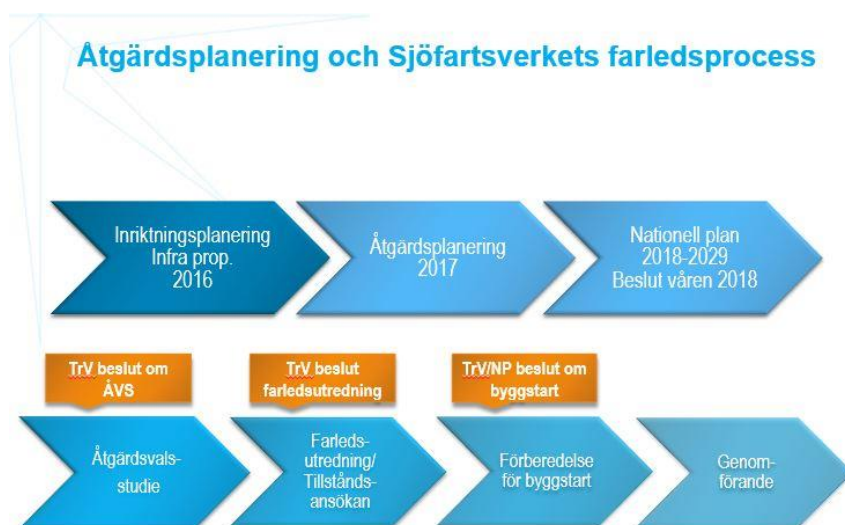 Åtgärdsplanering och Sjöfartsverkets farledsprocess
Inriktningsplanering
Infra prop.
2016
Åtgärdsplanering
2017
Nationell plan
2018-2029
Beslut våren 2018
TrV beslut om
ÅVS
TrV beslut
farledsutredning
TrV/NP beslut om
byggstart
Åtgärdsvals-
studie
Farleds-
utredning/
Tillstånds-
ansökan
Förberedelse
för byggstart
Genom-
förande